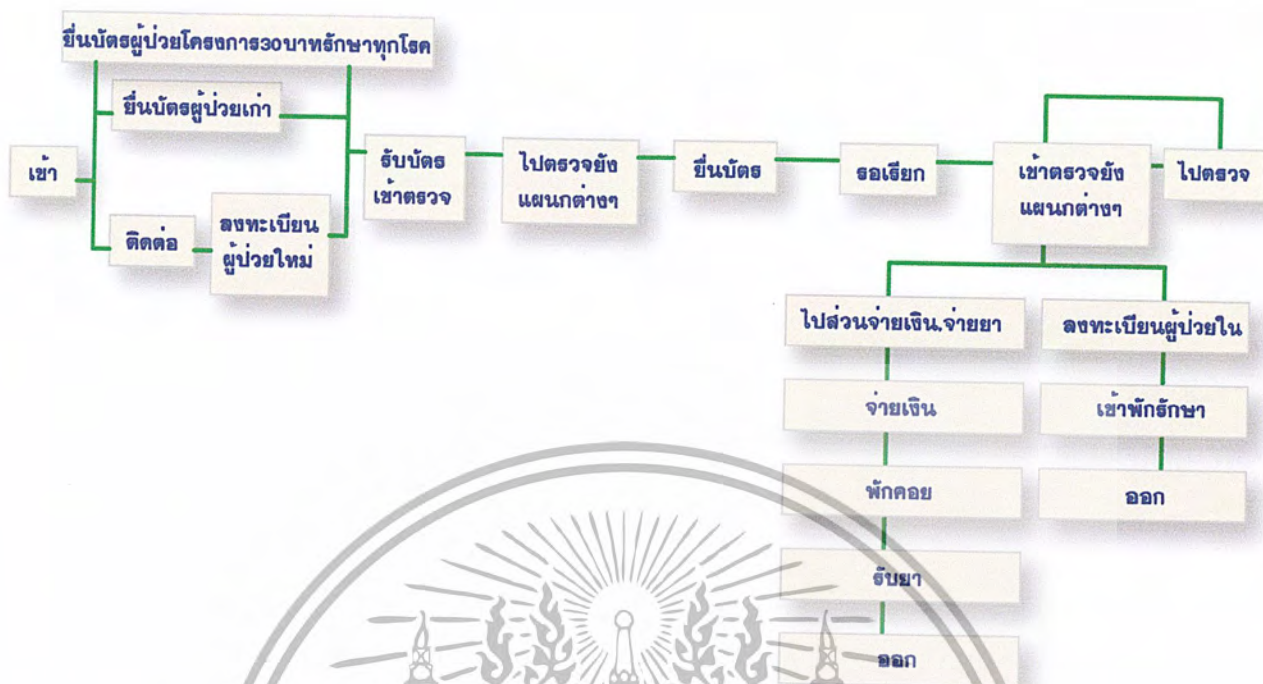 ยื่นบัตรผู้ป่วยโครงการ30บาทรักษาทุกโรค
ยื่นบัตรผู้ป่วยเก่า
เข้า
ติดต่อ
ลงทะเบียน
ผู้ป่วยใหม่
รับบัตร
เข้าตรวจ
ไปตรวจยัง
แผนกต่างๆ
ยื่นบัตร
รอเรียก
เข้าตรวจยัง
แผนกต่างๆ
ไปตรวจ
ไปส่วนจ่ายเงิน.จ่ายยา
จ่ายเงิน
พักคอย
รับยา
ออก
ลงทะเบียนผู้ป่วยใน
เข้าพักรักษา
ออก